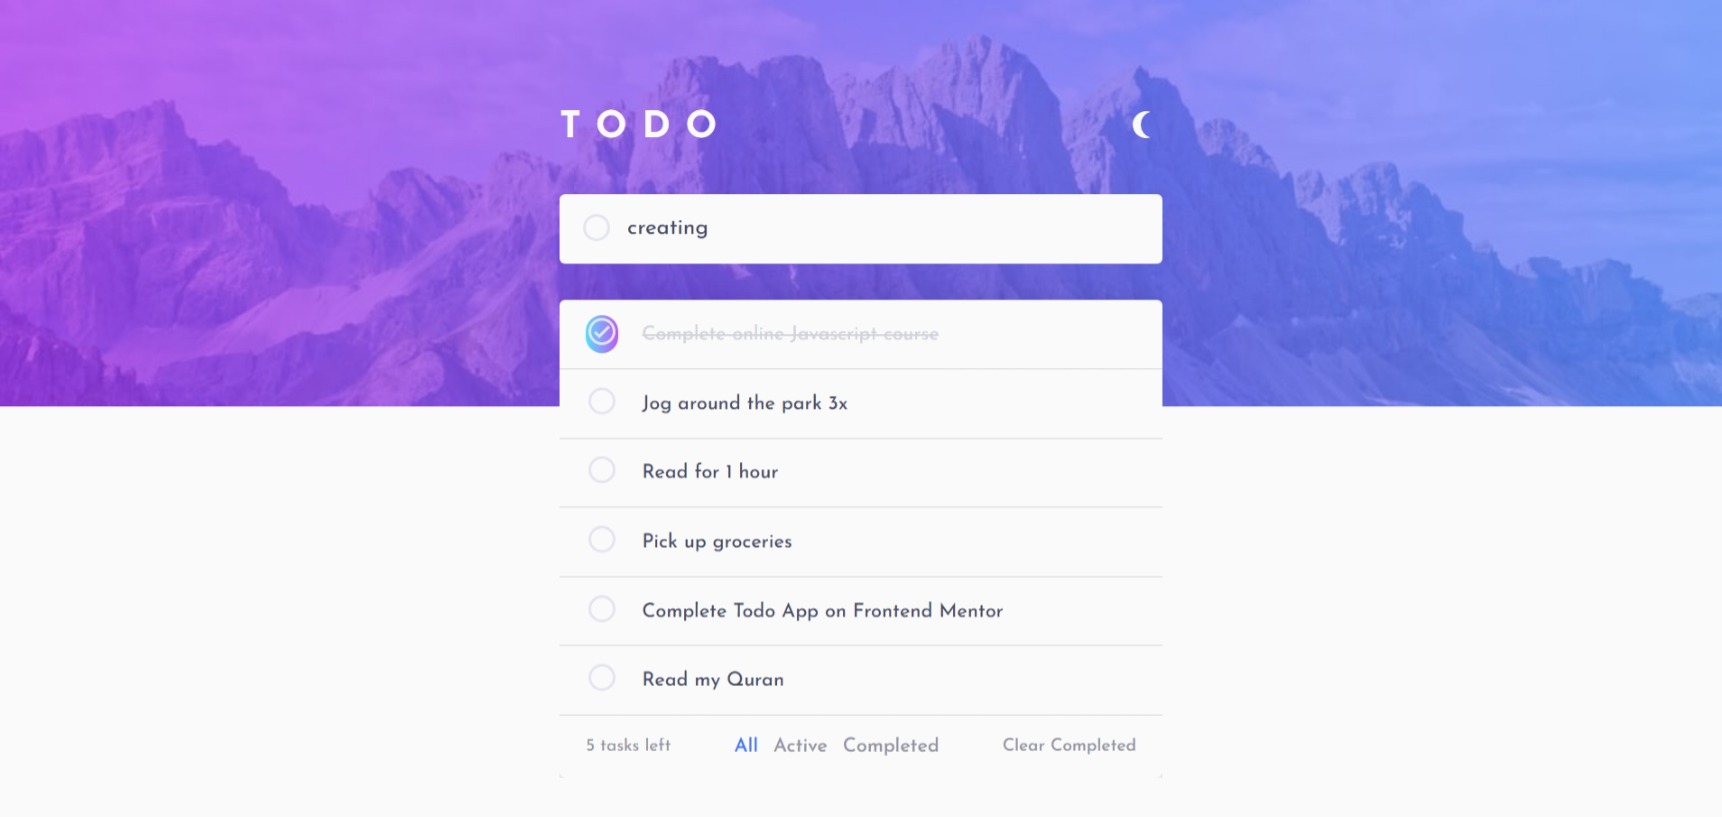 TODO
creating
Complete online Javascript course
Jog around the park 3x
Read for 1 hour
Pick up groceries
Complete Todo App on Frontend Mentor
Read my Quran
5 tasks left All Active Completed Clear Completed